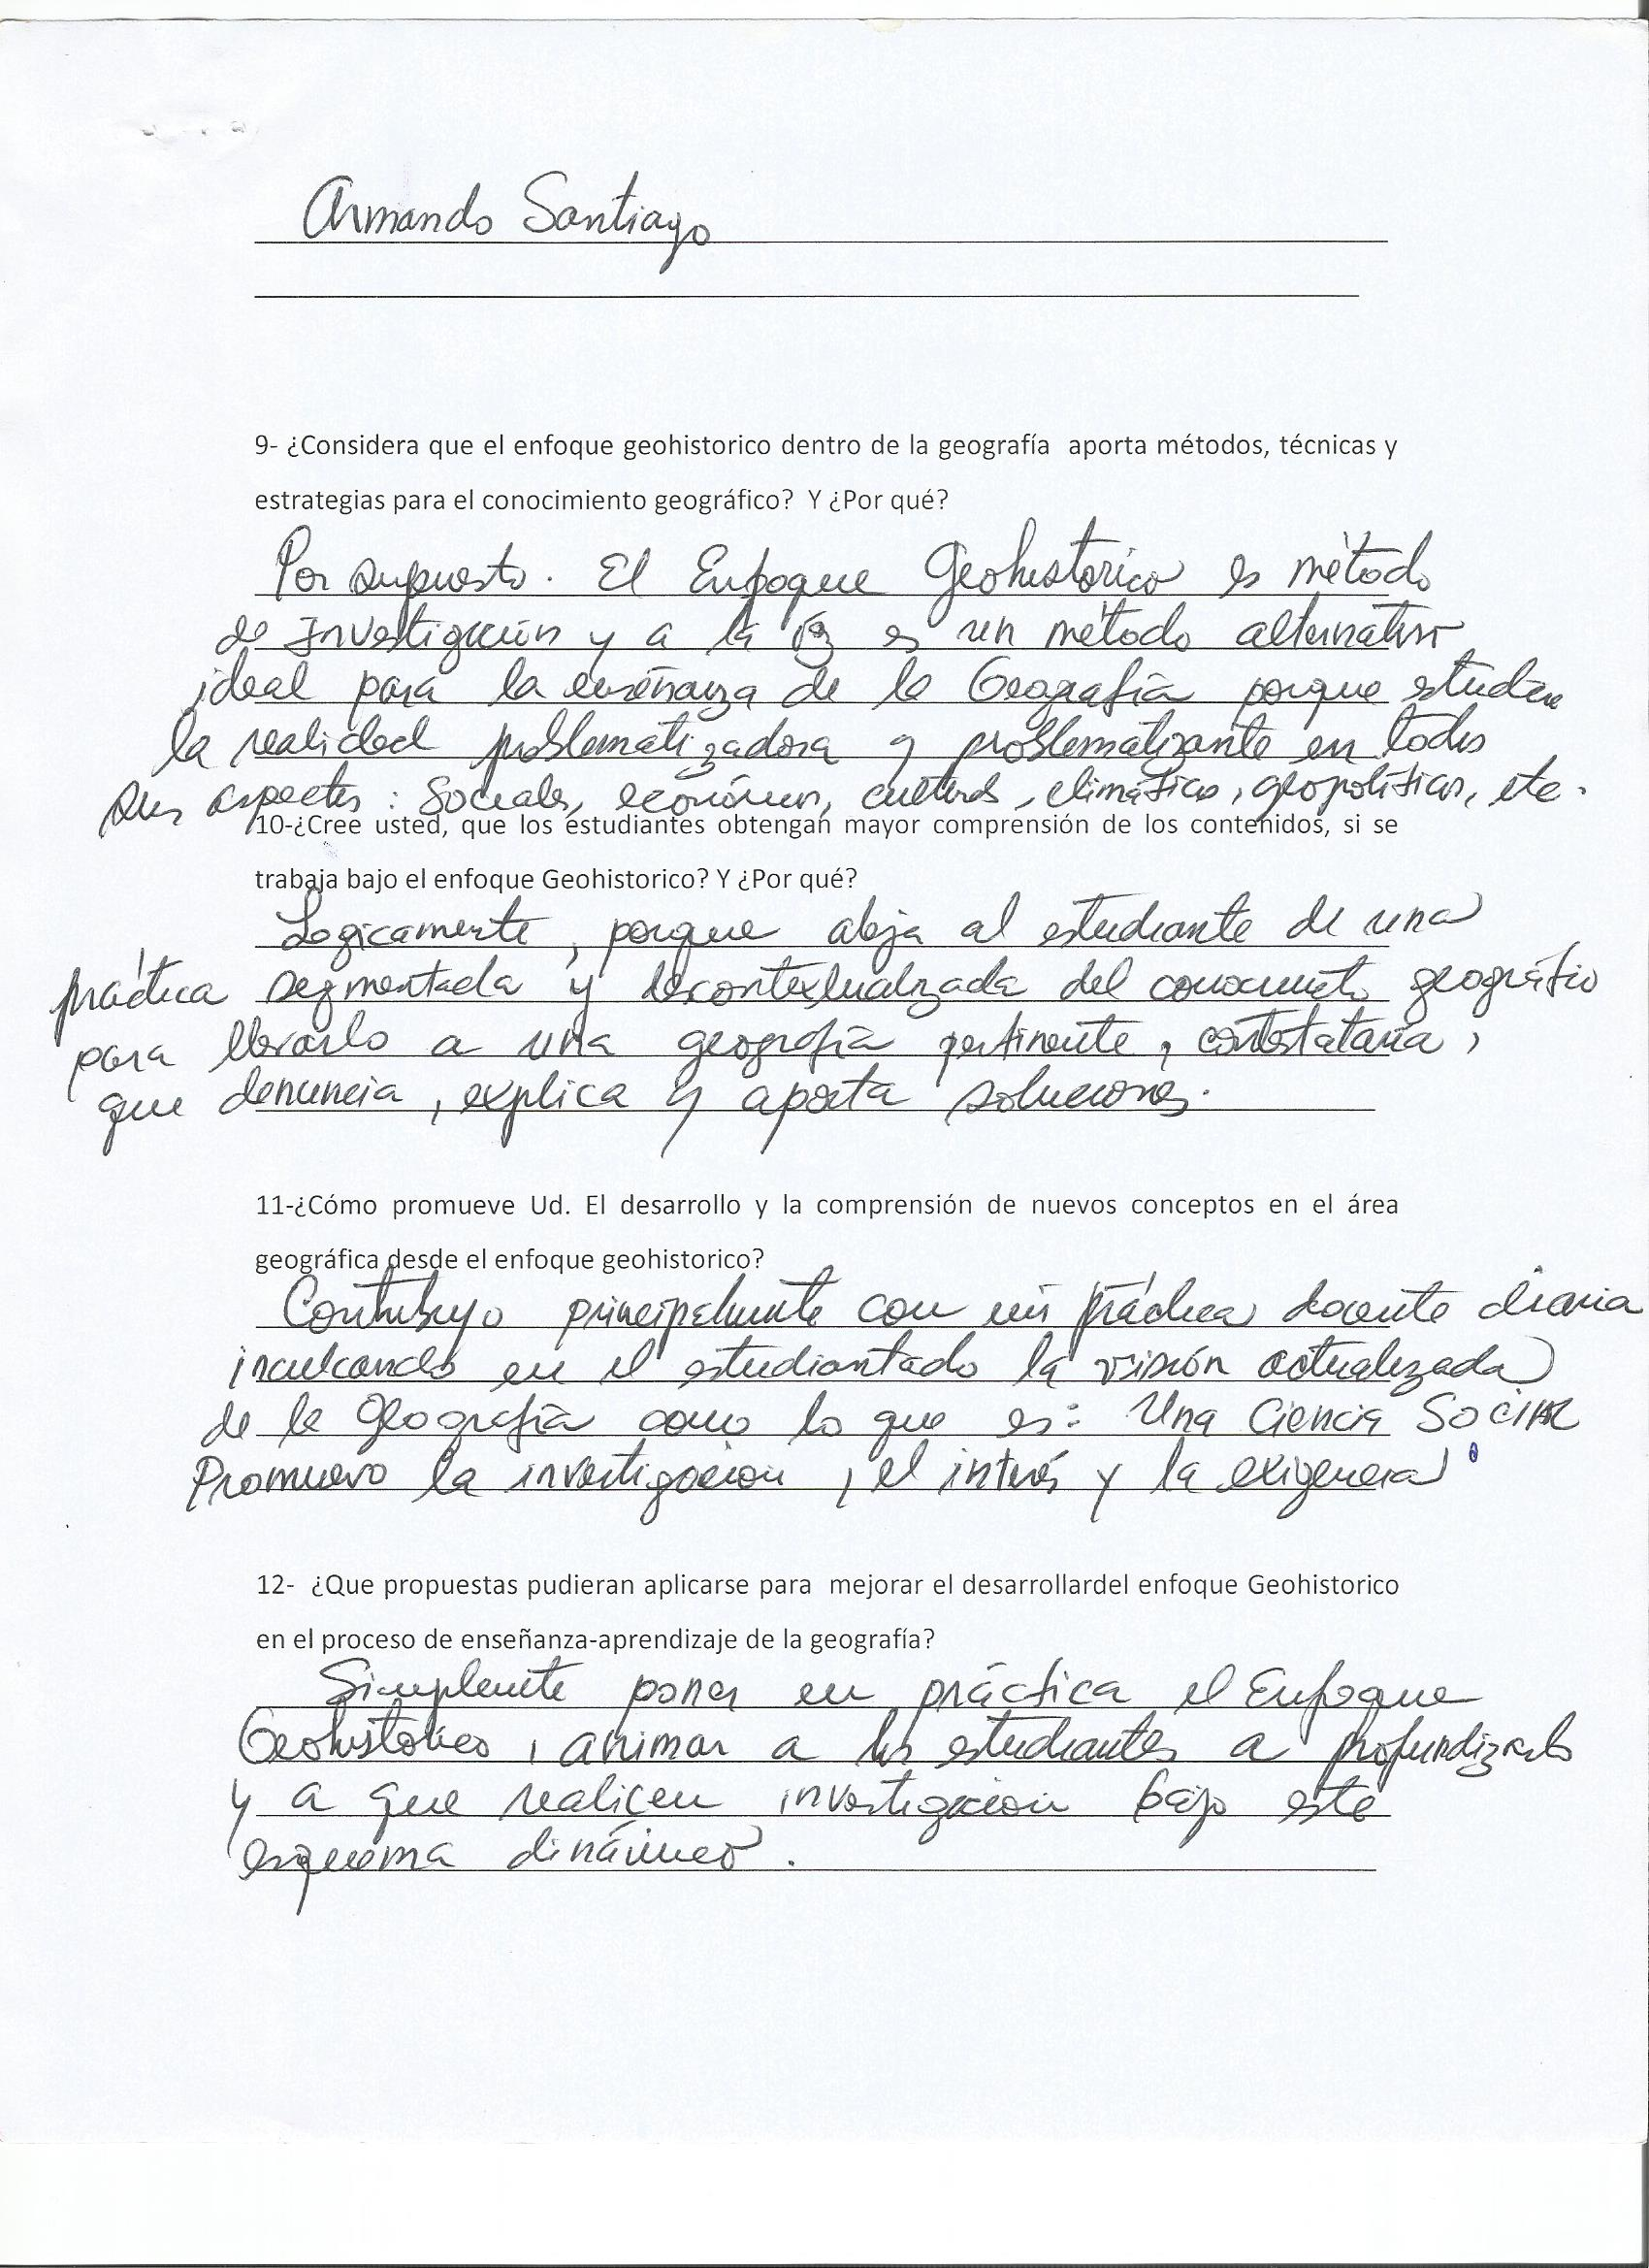 Armando Santiago
9- ¿Considera que el enfoque geohistorico dentro de la geografía aporta métodos, técnicas y
estrategias para el conocimiento geográfico? Y ¿Por qué?
Por supuesto. El Enfoque Geohistorico es método
de Investigación y a la vez es un método alternativo
ideal para la enseñanza de la Geografía porque estudia
la realidad problematizadora y problematizante en todos
sus aspectos: Sociales, económicos, culturales, climáticos, geopolíticos, etc.
10-¿Cree usted, que los estudiantes obtengan mayor comprensión de los contenidos, si se
trabaja bajo el enfoque Geohistorico? Y ¿Por qué?
Logicamente, porque aleja al estudiante de una
práctica segmentada y descontextualizada del conocimiento geográfico
para llevarlo a una geografía pertinente, contestataria,
que denuncia, explica y aporta soluciones.
11-¿Cómo promueve Ud. El desarrollo y la comprensión de nuevos conceptos en el área
geográfica desde el enfoque geohistorico?
Contribuyo principalmente con mi práctica docente diaria
inculcando en el estudiantado la visión actualizada
de la Geografía como lo que es: Una Ciencia Social
Promuevo la investigacion, el interés y la exigencia
12- ¿Que propuestas pudieran aplicarse para mejorar el desarrollardel enfoque Geohistorico
en el proceso de enseñanza-aprendizaje de la geografía?
Simplemente poner en práctica el Enfoque
Geohistorico, animar a los estudiantes a profundizarlo
y a que realicen investigacion bajo este
esquema dinámico.